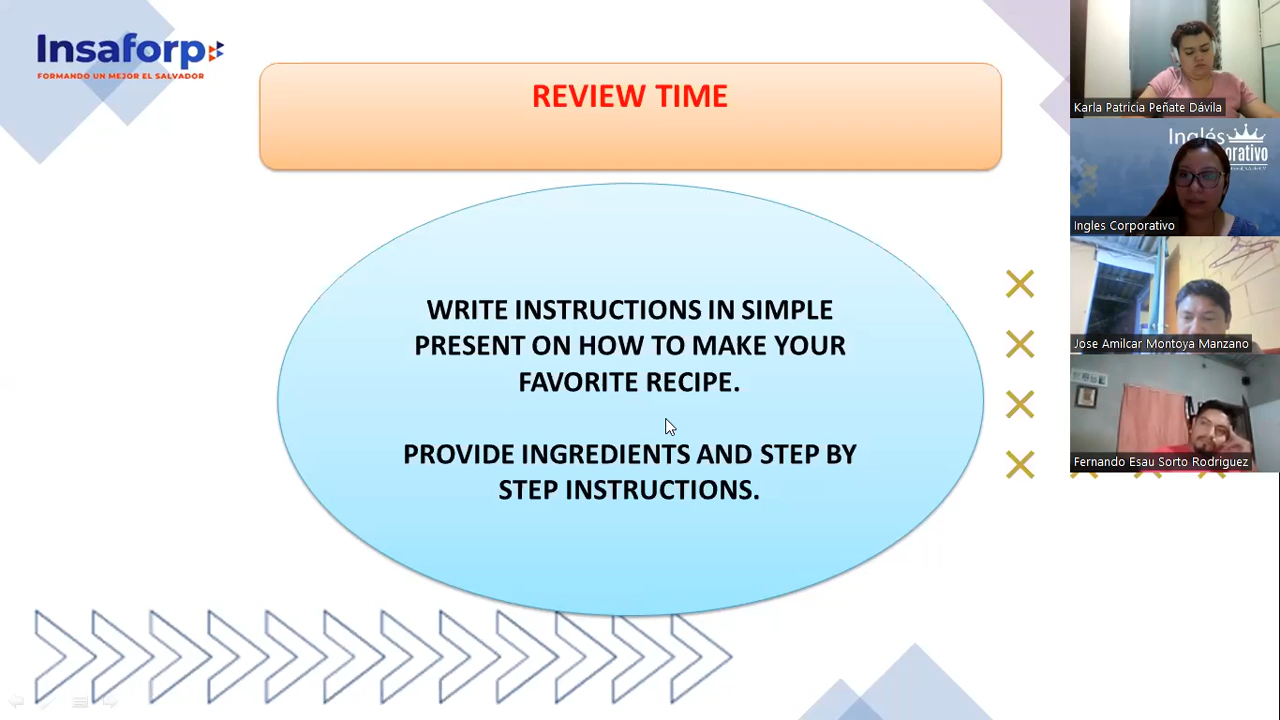 Insaforp
FORMANDO UN MEJOR EL SALVADOR
REVIEW TIME
WRITE INSTRUCTIONS IN SIMPLE
PRESENT ON HOW TO MAKE YOUR
FAVORITE RECIPE.
PROVIDE INGREDIENTS AND STEP BY
STEP INSTRUCTIONS.
Karla Patricia Peñate Dávila
Inglés
orativo
Ingles Corporativo
Jose Amilcar Montoya Manzano
Fernando Esau Sorto Rodriguez